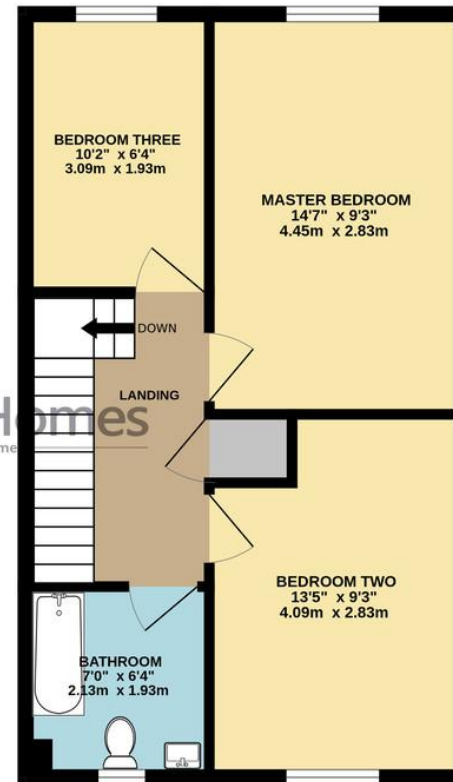 BEDROOM THREE
10'2" x 6'4"
3.09m x 1.93m
MASTER BEDROOM
14'7" x 9'3"
4.45m x 2.83m
DOWN
LANDING
Homes
BEDROOM TWO
13'5" x 9'3"
4.09m x 2.83m
BATHROOM
7'0" x 6'4"
2.13m x 1.93m